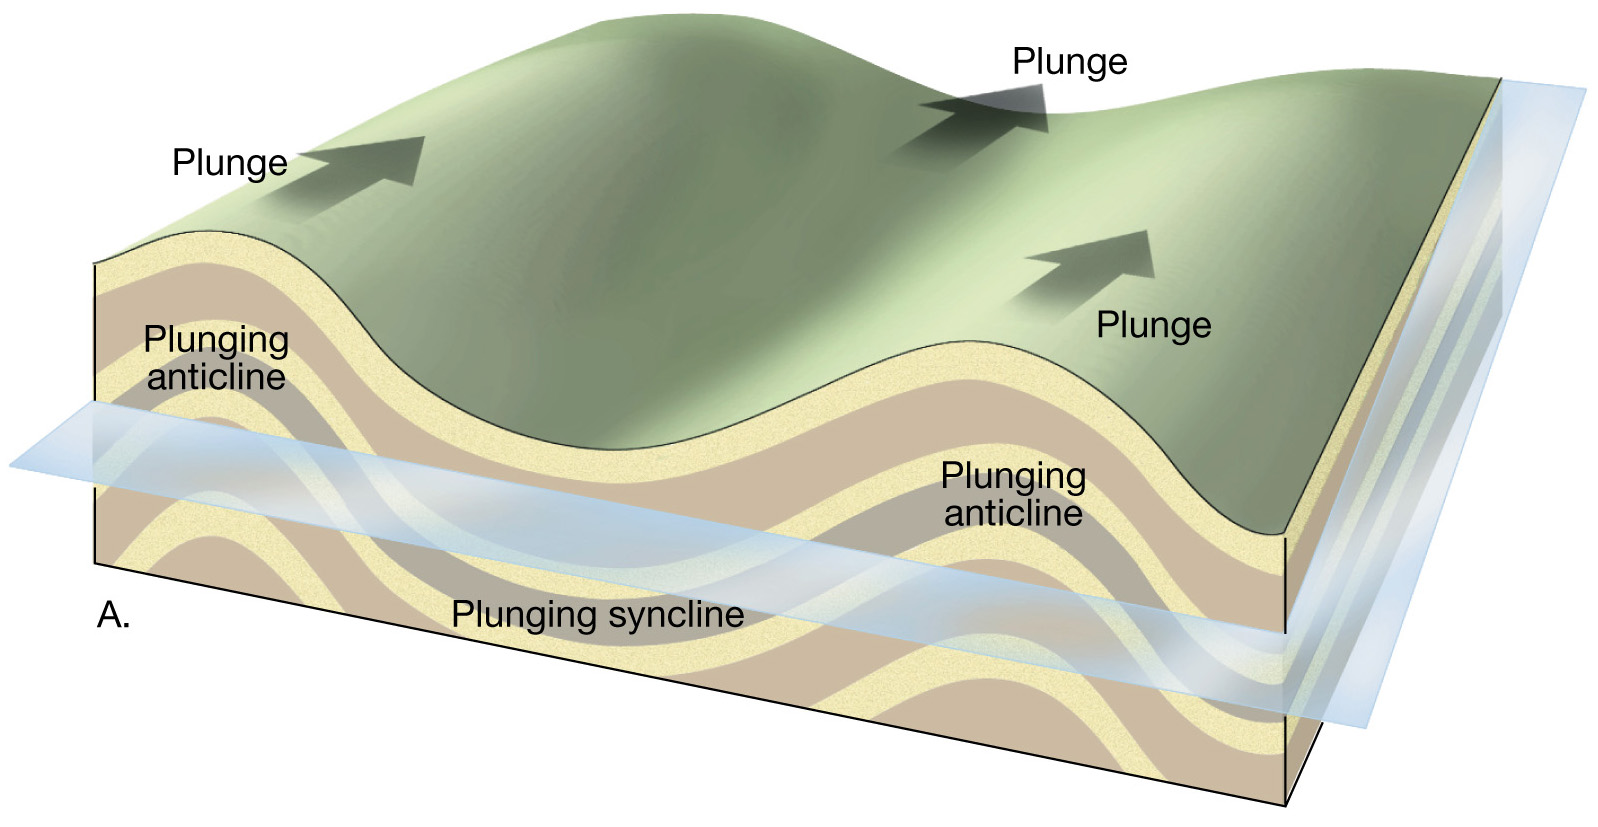 Plunge
Plunge
Plunge
Plunging
anticline
Plunging
anticline
Plunging syncline
A.